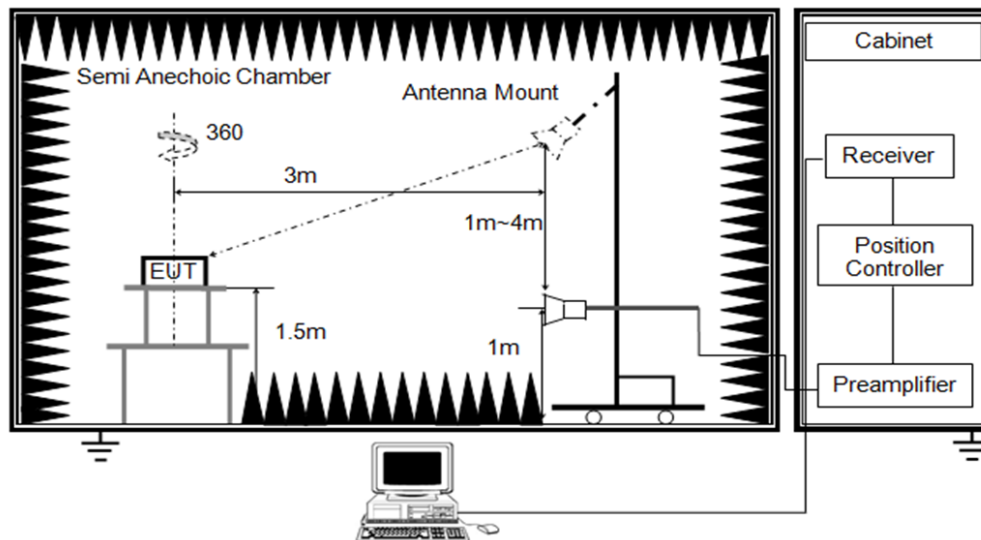 Cabinet
Semi Anechoic Chamber
Antenna Mount
360
Receiver
3m
1m~4m
Position
Controller
EUT
1.5m
1m
Preamplifier